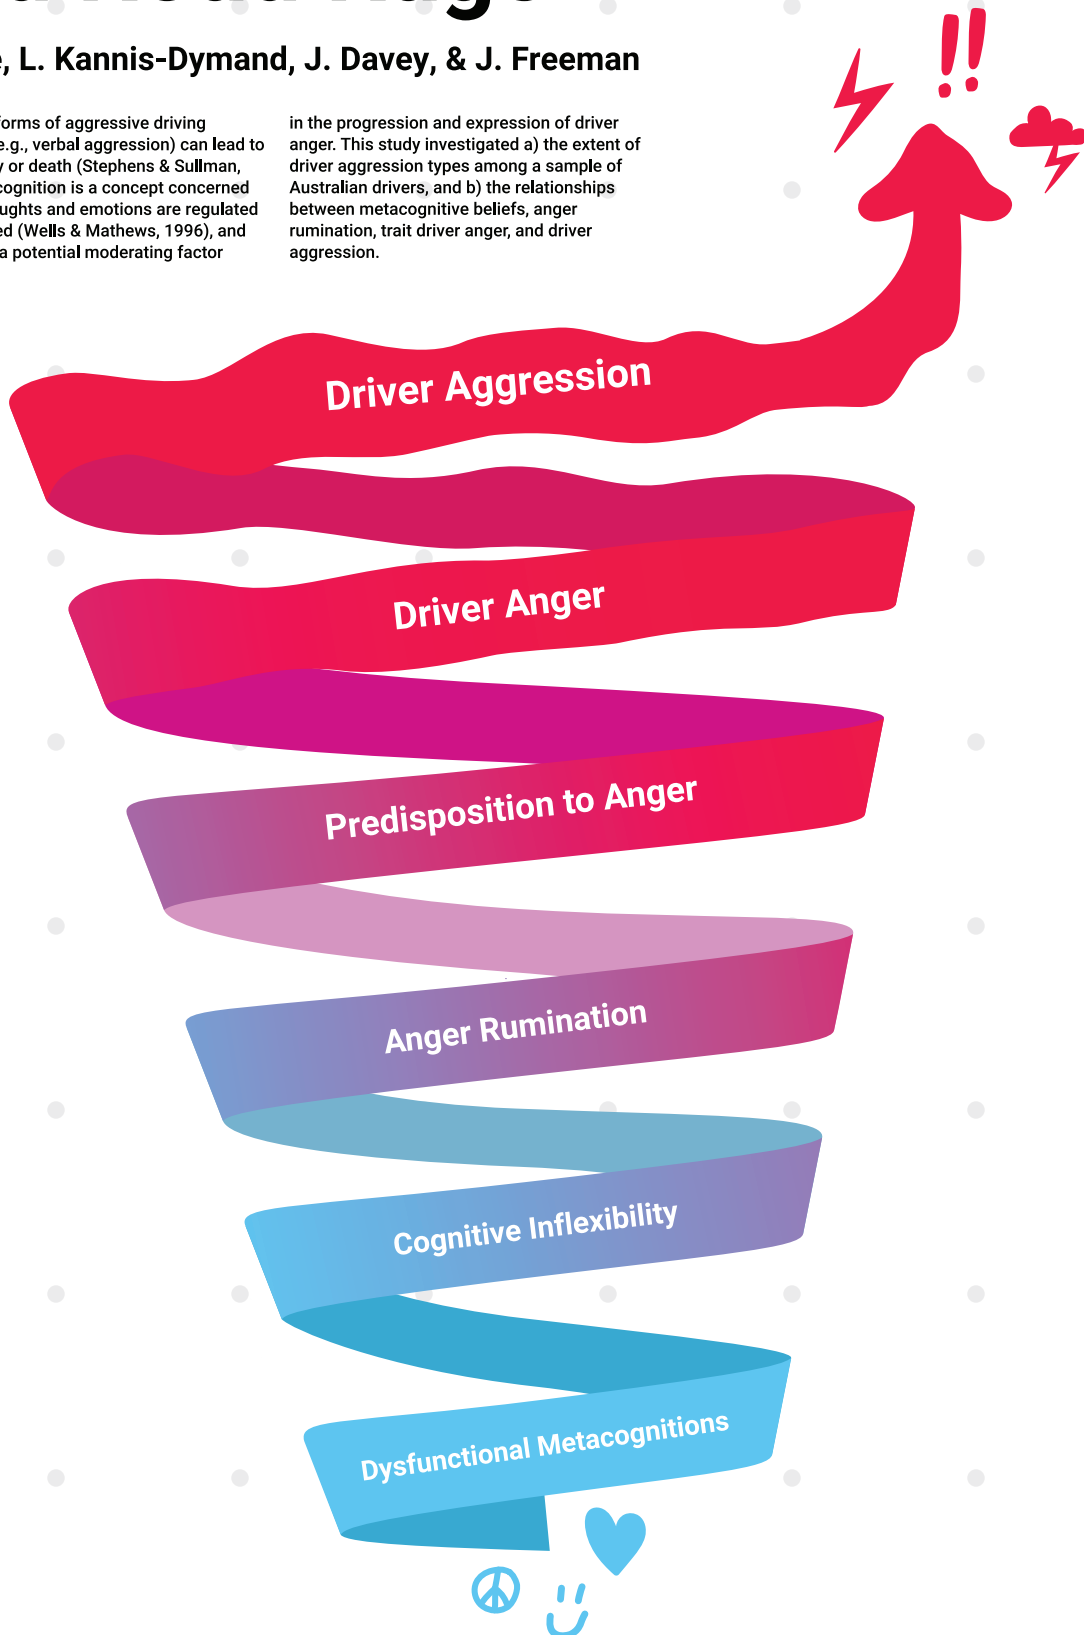 L. Kannis-Dymand, J. Davey, & J. Freeman
forms of aggressive driving
e.g., verbal aggression) can lead to
or death (Stephens & Sullman,
cognition is a concept concerned
thoughts and emotions are regulated
(Wells & Mathews, 1996), and
a potential moderating factor
in the progression and expression of driver
anger. This study investigated a) the extent of
driver aggression types among a sample of
Australian drivers, and b) the relationships
between metacognitive beliefs, anger
rumination, trait driver anger, and driver
aggression.
!!
Driver Aggression
Driver Anger
Predisposition to Anger
Anger Rumination
Cognitive Inflexibility
Dysfunctional Metacognitions